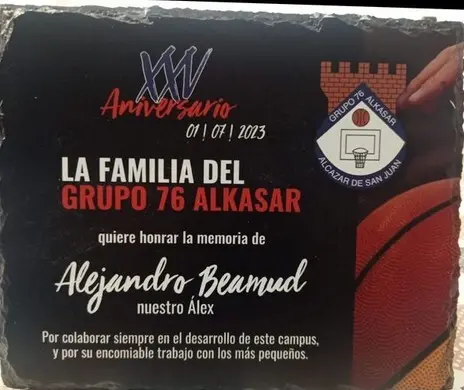 XXV
Aniversario
01 | 07 | 2023
GRUPO 76 ALKASAR
ALCAZAR DE SAN JUAN
LA FAMILIA DEL
GRUPO 76 ALKASAR
quiere honrar la memoria de
Alejandro Beamud
nuestro Álex
Por colaborar siempre en el desarrollo de este campus,
y por su encomiable trabajo con los más pequeños.